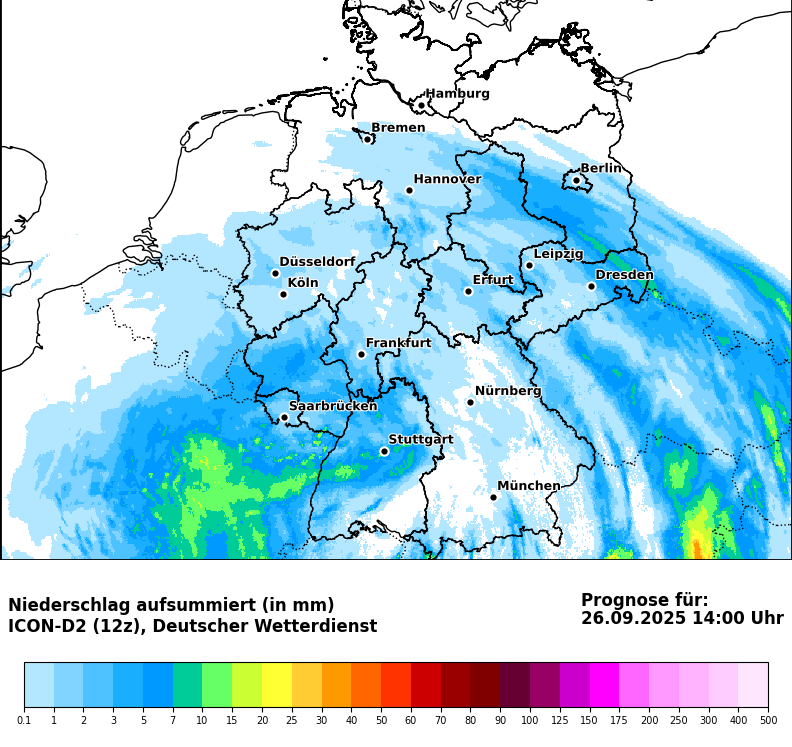 Hamburg
Bremen
Berlin
Hannover
Leipzig
Düsseldorf
Dresden
Köln
Erfurt
Frankfurt
Nürnberg
Saarbrücken
Stuttgart
München
Niederschlag aufsummiert (in mm)
ICON-D2 (12z), Deutscher Wetterdienst
Prognose für:
26.09.2025 14:00 Uhr
0.1 1 2 3 5 7 10 15 20 25 30 40 50 60 70 80 90 100 125 150 175 200 250 300 400 500